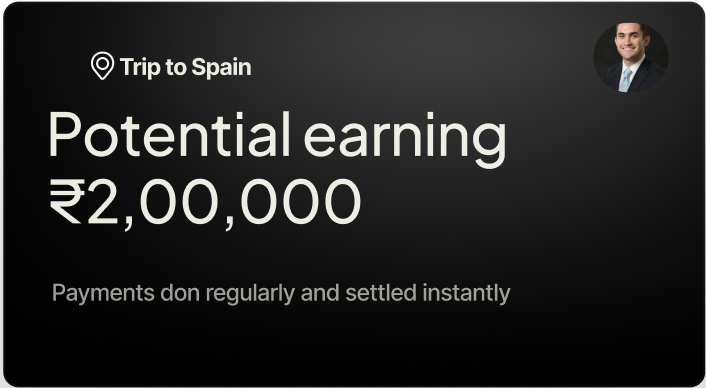 Trip to Spain
Potential earning
₹2,00,000
Payments don regularly and settled instantly